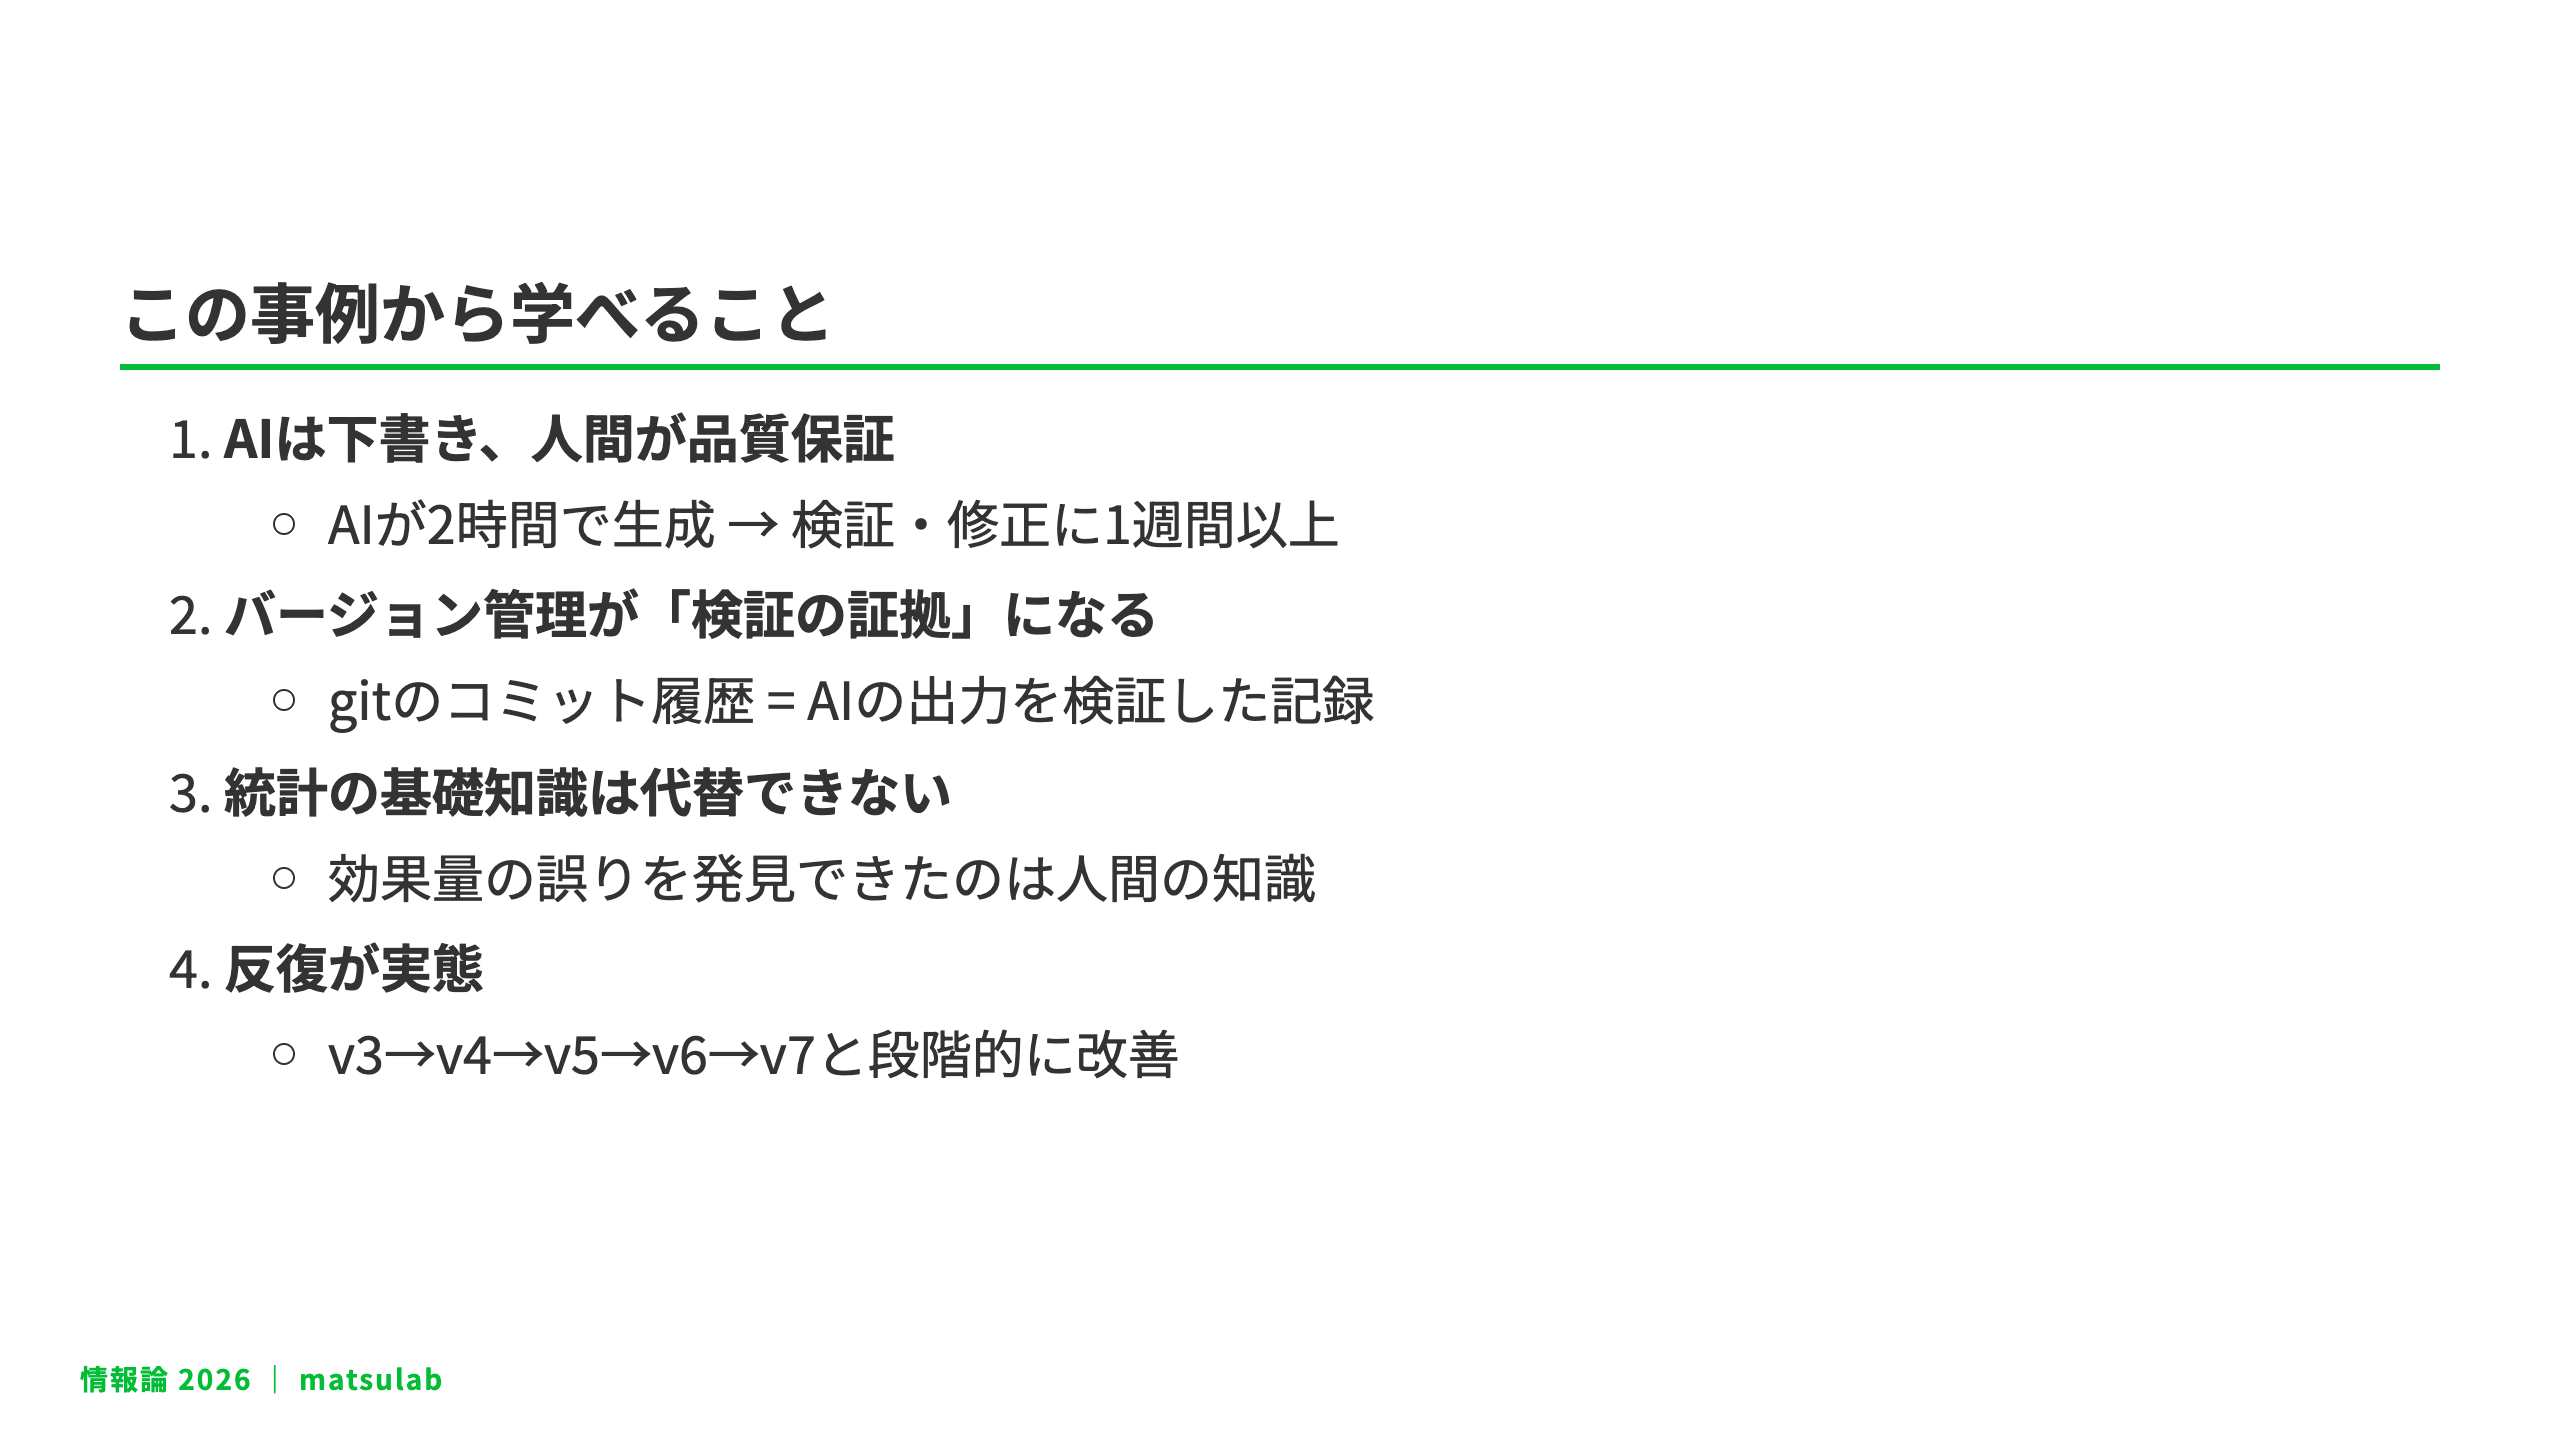 この事例から学べること
1. AIは下書き、人間が品質保証
○ AIが2時間で生成 → 検証・修正に1週間以上
2. バージョン管理が「検証の証拠」になる
○ gitのコミット履歴 = AIの出力を検証した記録
3. 統計の基礎知識は代替できない
○ 効果量の誤りを発見できたのは人間の知識
4. 反復が実態
○ v3→v4→v5→v6→v7と段階的に改善
情報論 2026 ｜ matsulab